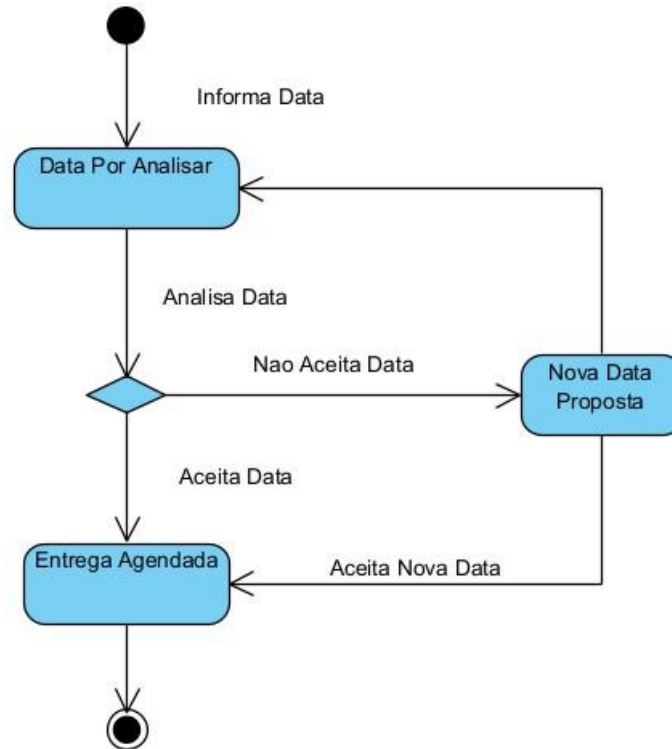 Informa Data
Data Por Analisar
Analisa Data
Nao Aceita Data
Nova Data
Proposta
Aceita Data
Entrega Agendada
Aceita Nova Data